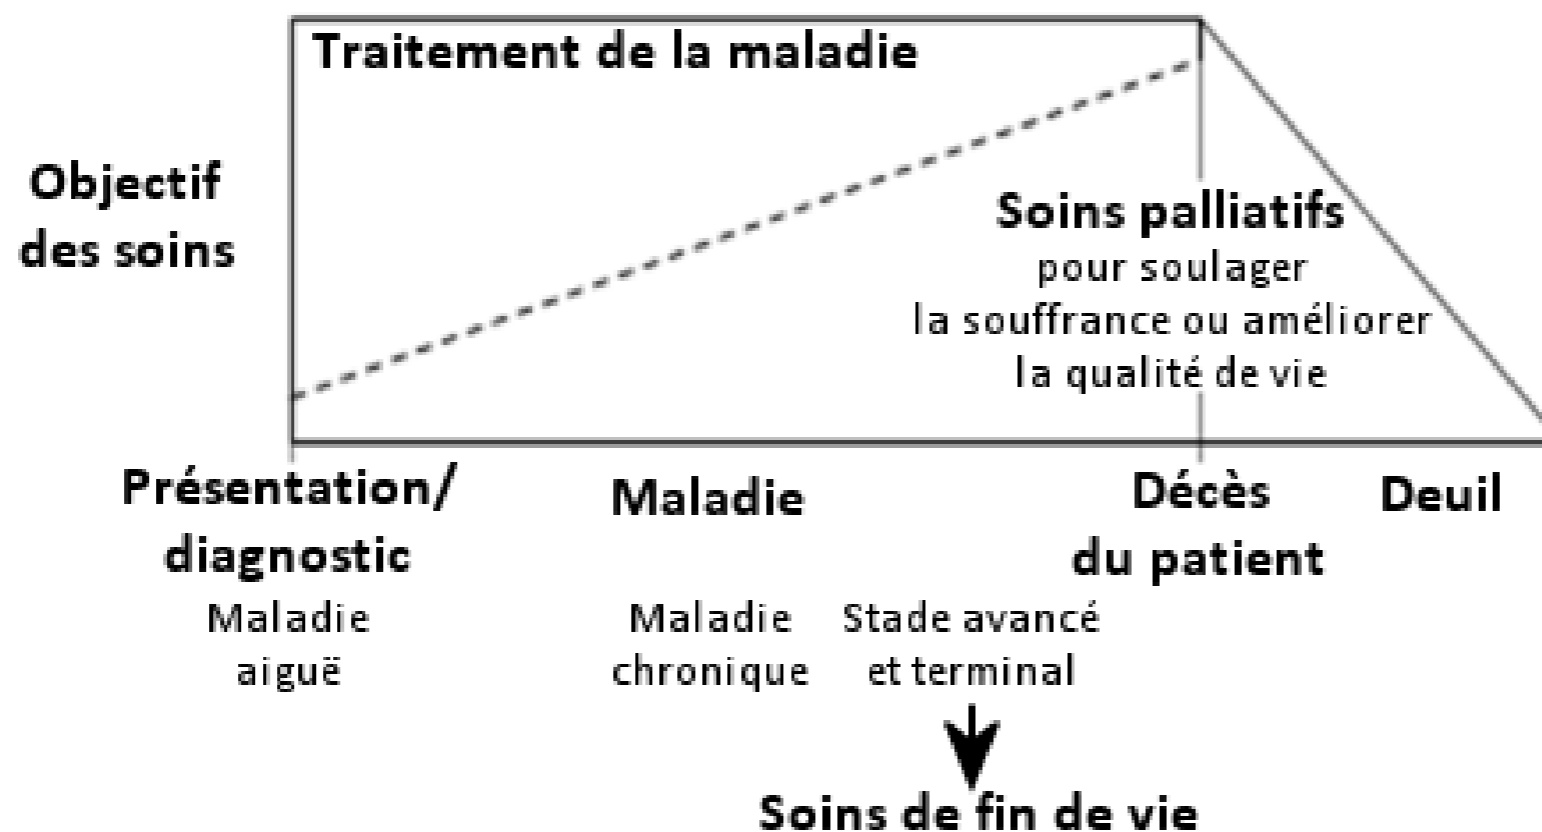 Traitement de la maladie
Objectif
des soins
Soins palliatifs
pour soulager
la souffrance ou améliorer
la qualité de vie
Présentation/
diagnostic
Maladie
aiguë
Maladie
Maladie
chronique
Stade avancé
et terminal
Décès
du patient
Deuil
Soins de fin de vie